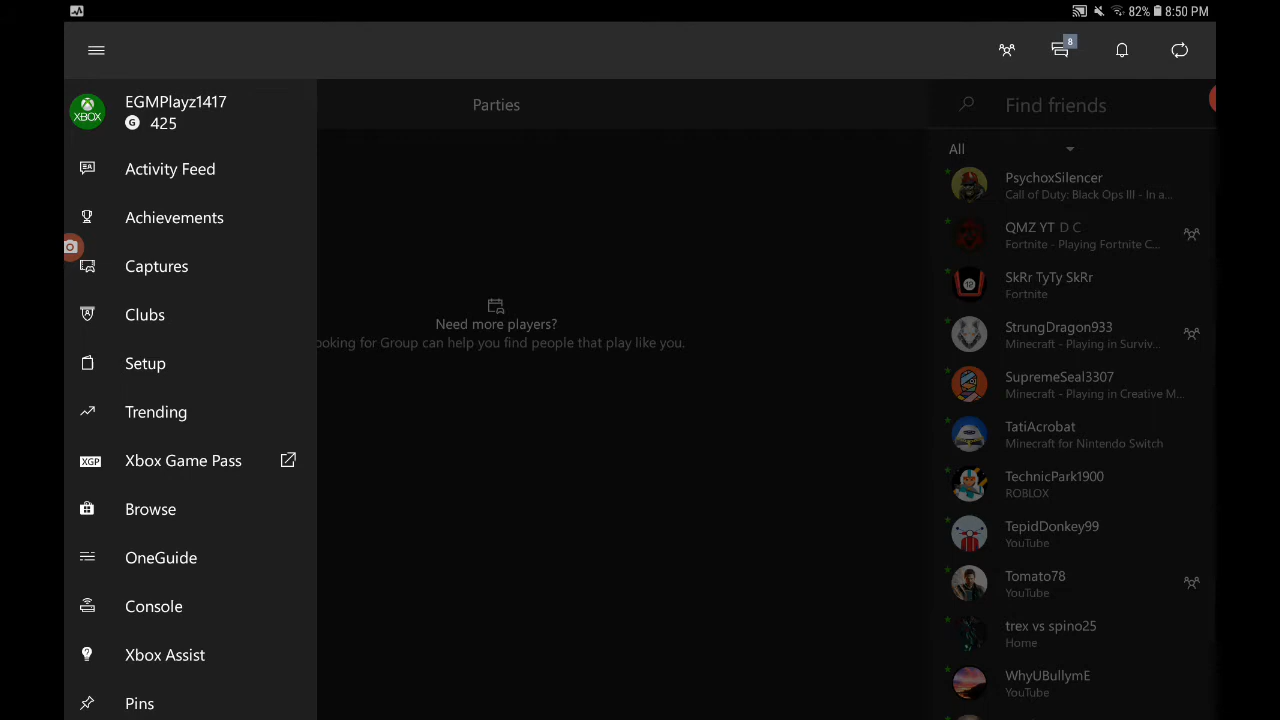 82% 8:50 PM
8
XBOX
EGMPlayz1417
G 425
Activity Feed
Achievements
Captures
Clubs
Setup
Trending
XGP Xbox Game Pass
Browse
OneGuide
Console
Xbox Assist
Pins
Parties
Need more players?
ooking for Group can help you find people that play like you.
Find friends
All
PsychoxSilencer
Call of Duty: Black Ops III - In a...
QMZ YT D C
Fortnite - Playing Fortnite C...
SkRr TyTy SkRr
Fortnite
StrungDragon933
Minecraft - Playing in Surviv...
SupremeSeal3307
Minecraft - Playing in Creative M...
TatiAcrobat
Minecraft for Nintendo Switch
TechnicPark1900
ROBLOX
TepidDonkey99
YouTube
Tomato78
YouTube
trex vs spino25
Home
WhyUBullymE
YouTube